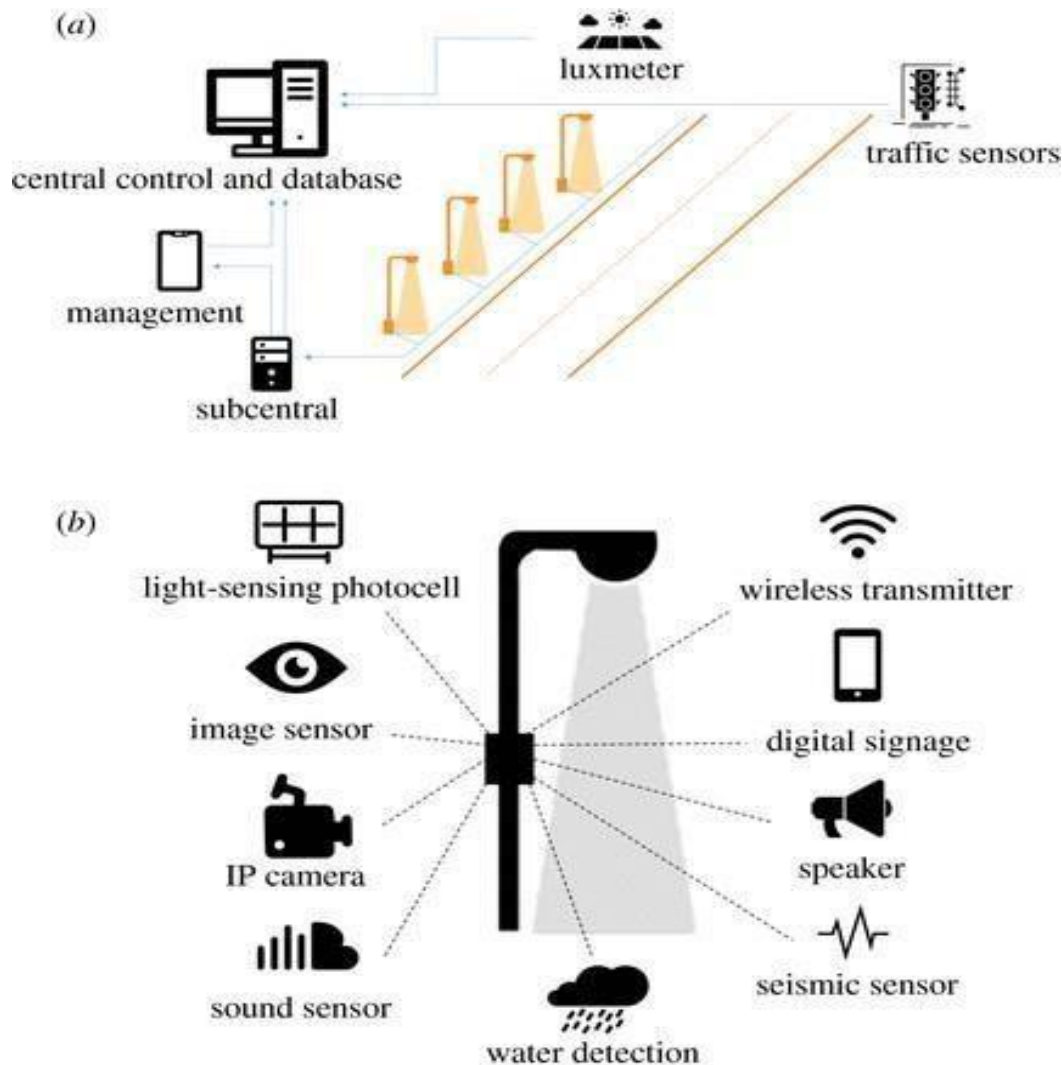 (a)
luxmeter
traffic sensors
central control and database
management
subcentral
(b)
light-sensing photocell
wireless transmitter
image sensor
digital signage
IP camera
speaker
sound sensor
seismic sensor
water detection